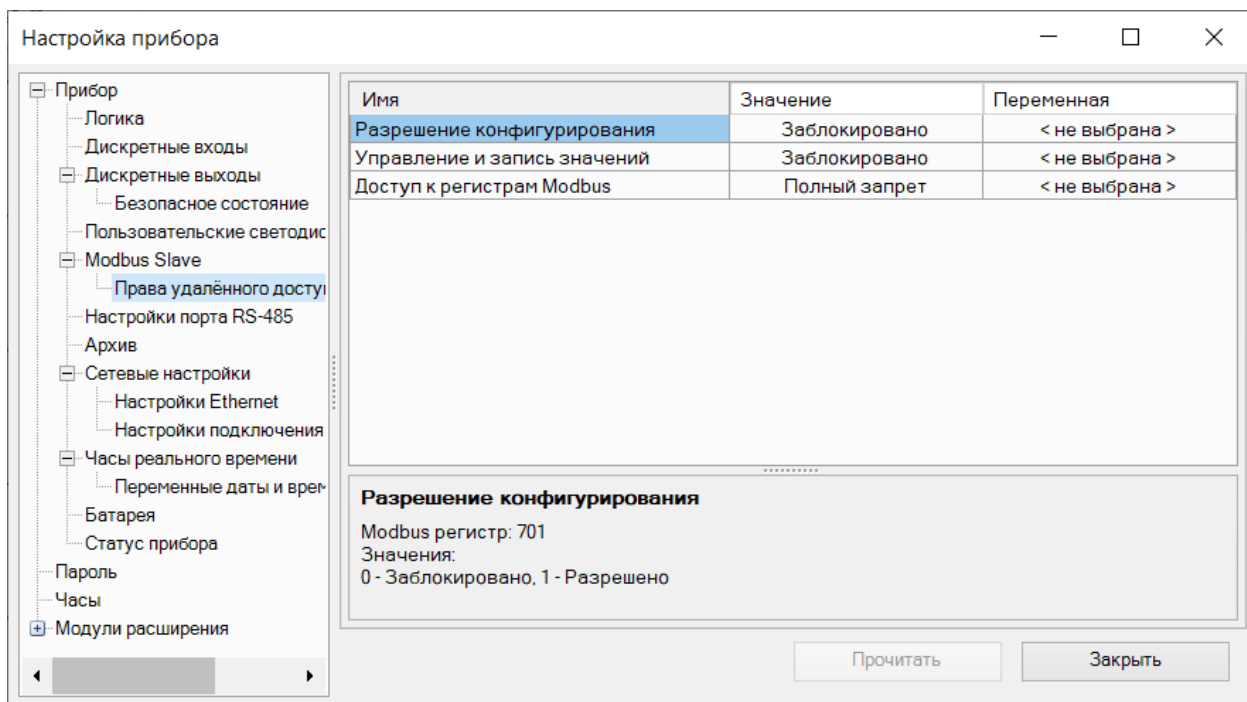 Настройка прибора
Прибор
Логика
Дискретные входы
Дискретные выходы
Безопасное состояние
Пользовательские светодис
Modbus Slave
Права удалённого доступ
Настройки порта RS-485
Архив
Сетевые настройки
Настройки Ethernet
Настройки подключения
Часы реального времени
Переменные даты и врем
Батарея
Статус прибора
Пароль
Часы
Модули расширения
Имя Значение Переменная
Разрешение конфигурирования Заблокировано < не выбрана >
Управление и запись значений Заблокировано < не выбрана >
Доступ к регистрам Modbus Полный запрет < не выбрана >
Разрешение конфигурирования
Modbus регистр: 701
Значения:
0 - Заблокировано, 1 - Разрешено
Прочитать Закрыть